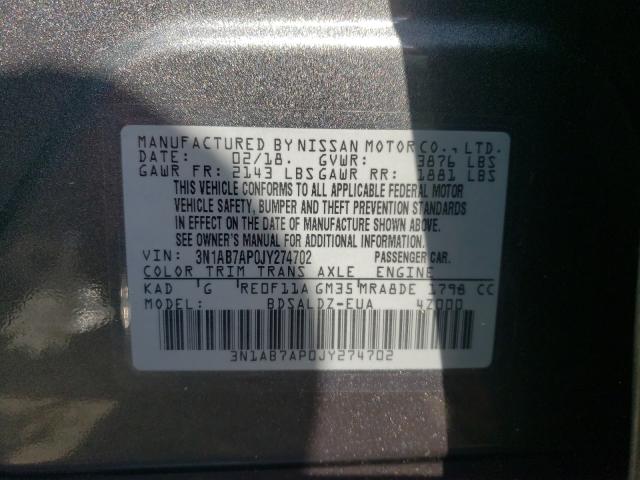 MANUFACTURED BY NISSAN MOTOR CO., LTD.
DATE: 02/18. GVWR: 3876 LBS
GAWR FR: 2143 LBS GAWR RR: 1881 LBS
THIS VEHICLE CONFORMS TO ALL APPLICABLE FEDERAL MOTOR
VEHICLE SAFETY, BUMPER AND THEFT PREVENTION STANDARDS
IN EFFECT ON THE DATE OF MANUFACTURE SHOWN ABOVE.
SEE OWNER'S MANUAL FOR ADDITIONAL INFORMATION.
VIN: 3N1AB7AP0JY274702 PASSENGER CAR.
COLOR TRIM TRANS AXLE ENGINE
KAD G RE0F11A GM35 MRA8DE 1798 CC
MODEL: BDSALDZ-EUA 4Z000
3N1AB7AP0JY274702